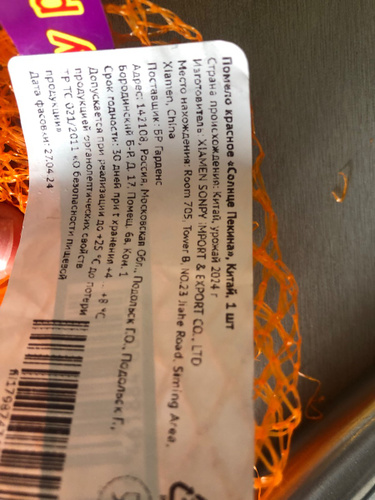 Помело красное «Солнце Пекина», Китай, 1 шт
Страна происхождения: Китай, урожай 2024 г
Изготовитель: XIAMEN SONPY IMPORT & EXPORT CO., LTD
Место нахождения: Room 705, Tower B, NO.23 Jiahe Road, Siming Area,
Xiamen, China
Поставщик: БР Гарденс
Адрес: 142108, Россия, Московская Обл., Подольск Г.О., Подольск Г.,
Бородинский Б-Р, Д. 17, Помещ. 6в, Ком. 1
Срок годности: 30 дней при t хранения +4 - +8 °C
Допускается при реализации до +25 °C до потери
продукцией органолептических свойств
ТР ТС 021/2011 «О безопасности пищевой
продукции»
Дата фасовки: 27.04.24